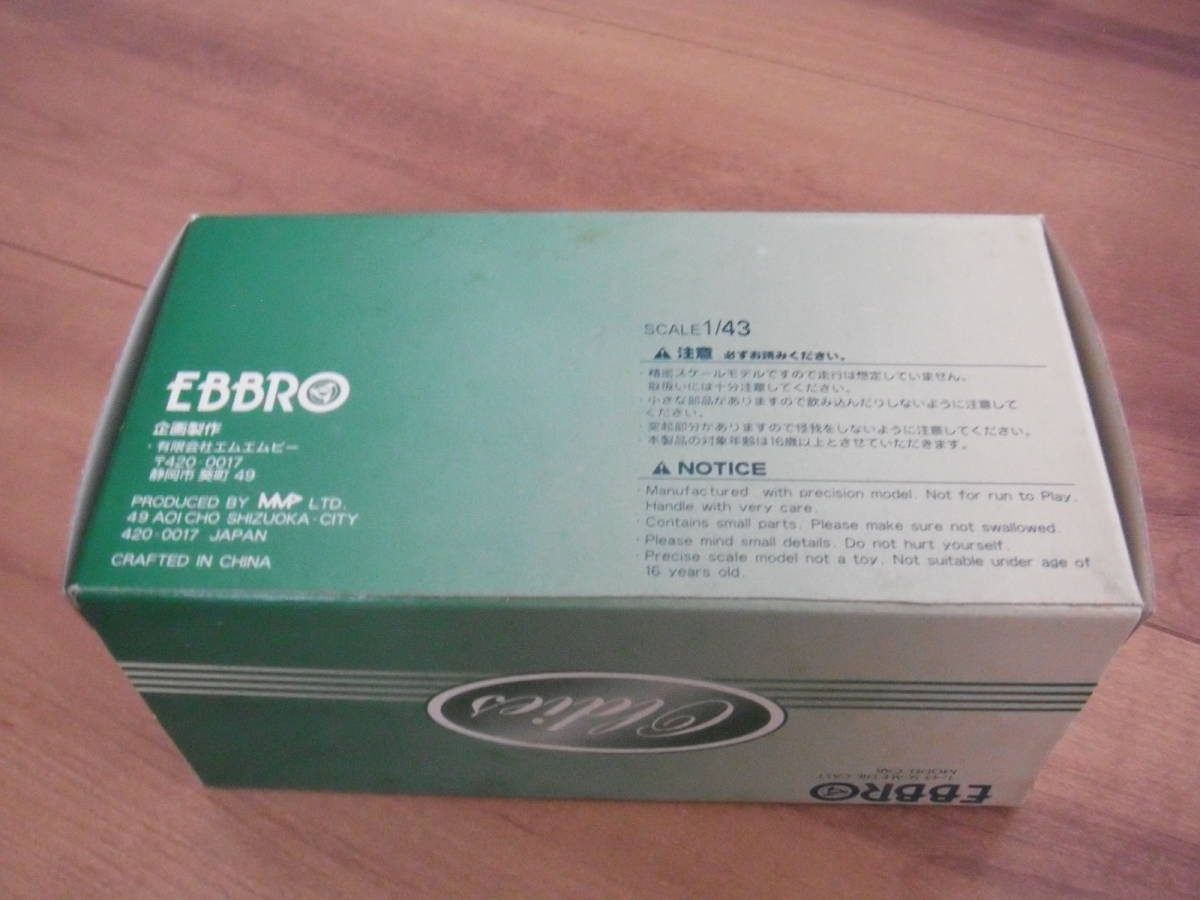 EBBRO
企画製作
・有限会社エムエムピー
〒420-0017
静岡市 葵町 49
PRODUCED BY MMP LTD.
49 AOI CHO SHIZUOKA-CITY
420-0017 JAPAN
CRAFTED IN CHINA
SCALE1/43
注意 必ずお読みください。
・精密スケールモデルですので走行は想定していません。
取扱いには十分注意してください。
・小さな部品がありますので飲み込んだりしないように注意して
ください。
・突起部分がありますので怪我をしないように注意してください。
・本製品の対象年齢は16歳以上とさせていただきます。
NOTICE
・Manufactured with precision model. Not for run to Play.
Handle with very care.
・Contains small parts. Please make sure not swallowed.
・Please mind small details. Do not hurt yourself.
・Precise scale model not a toy. Not suitable under age of
16 years old.
Oldies
EBBRO
1/43 SCALE DIE CAST
MODEL CAR